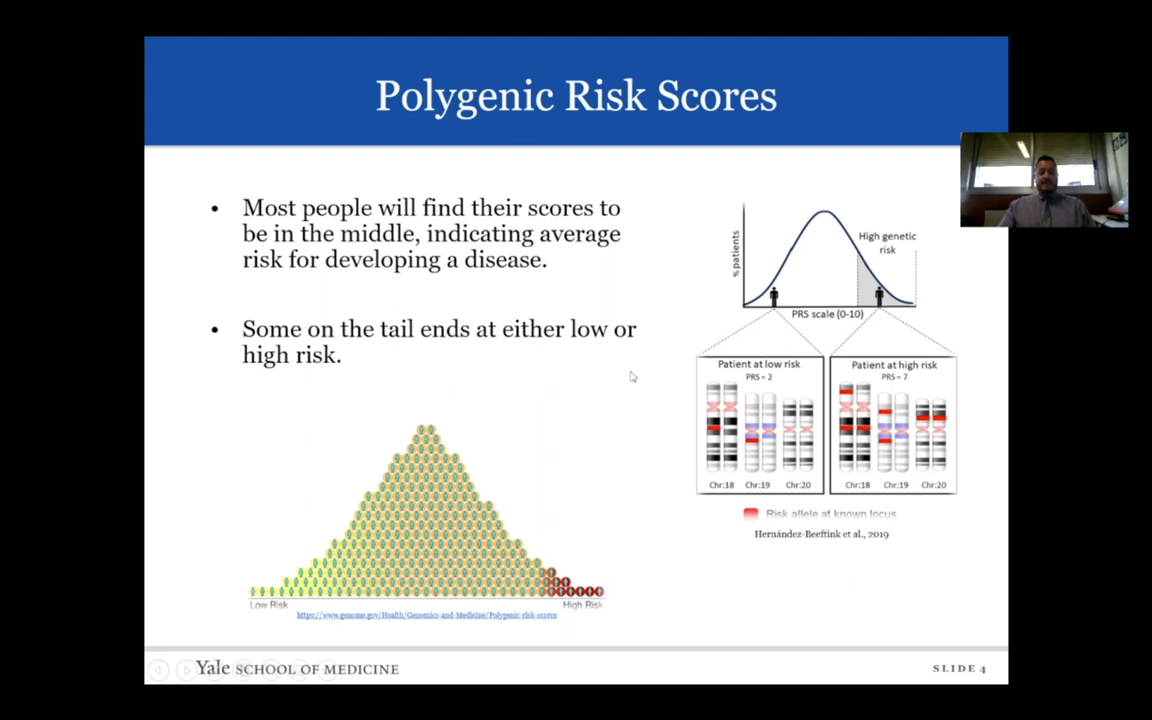 Polygenic Risk Scores
• Most people will find their scores to
be in the middle, indicating average
risk for developing a disease.
• Some on the tail ends at either low or
high risk.
Low Risk
High Risk
https://www.genome.gov/Health/Genomics-and-Medicine/Polygenic-risk-scores
% patients
High genetic
risk
PRS scale (0-10)
Patient at low risk
PRS = 2
Chr:18 Chr:19 Chr:20
Patient at high risk
PRS = 7
Chr:18 Chr:19 Chr:20
Risk allele at known locus
Hernández-Beeftink et al., 2019
Yale SCHOOL OF MEDICINE
SLIDE 4